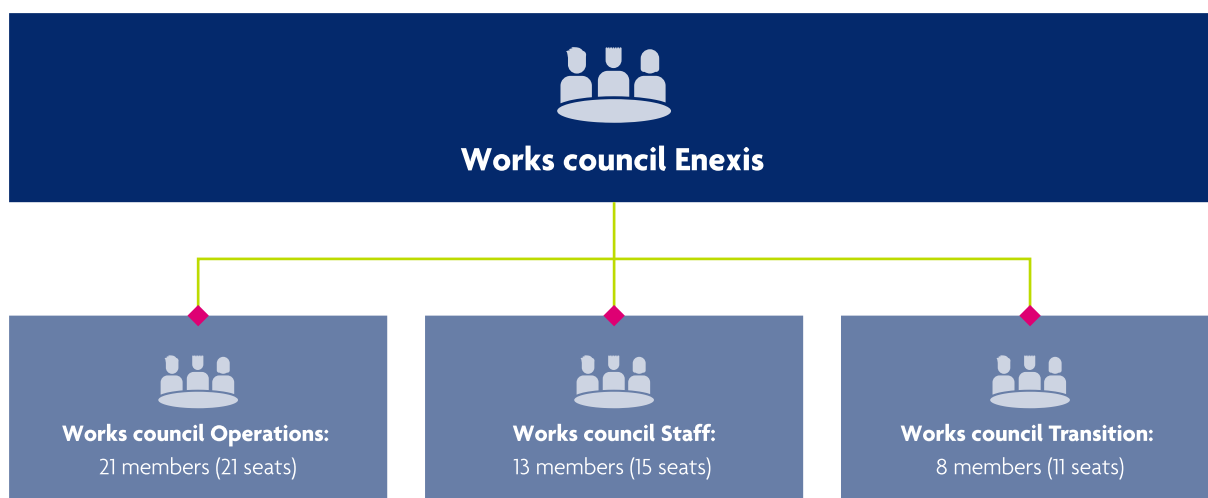 Works council Enexis
Works council Operations:
21 members (21 seats)
Works council Staff:
13 members (15 seats)
Works council Transition:
8 members (11 seats)